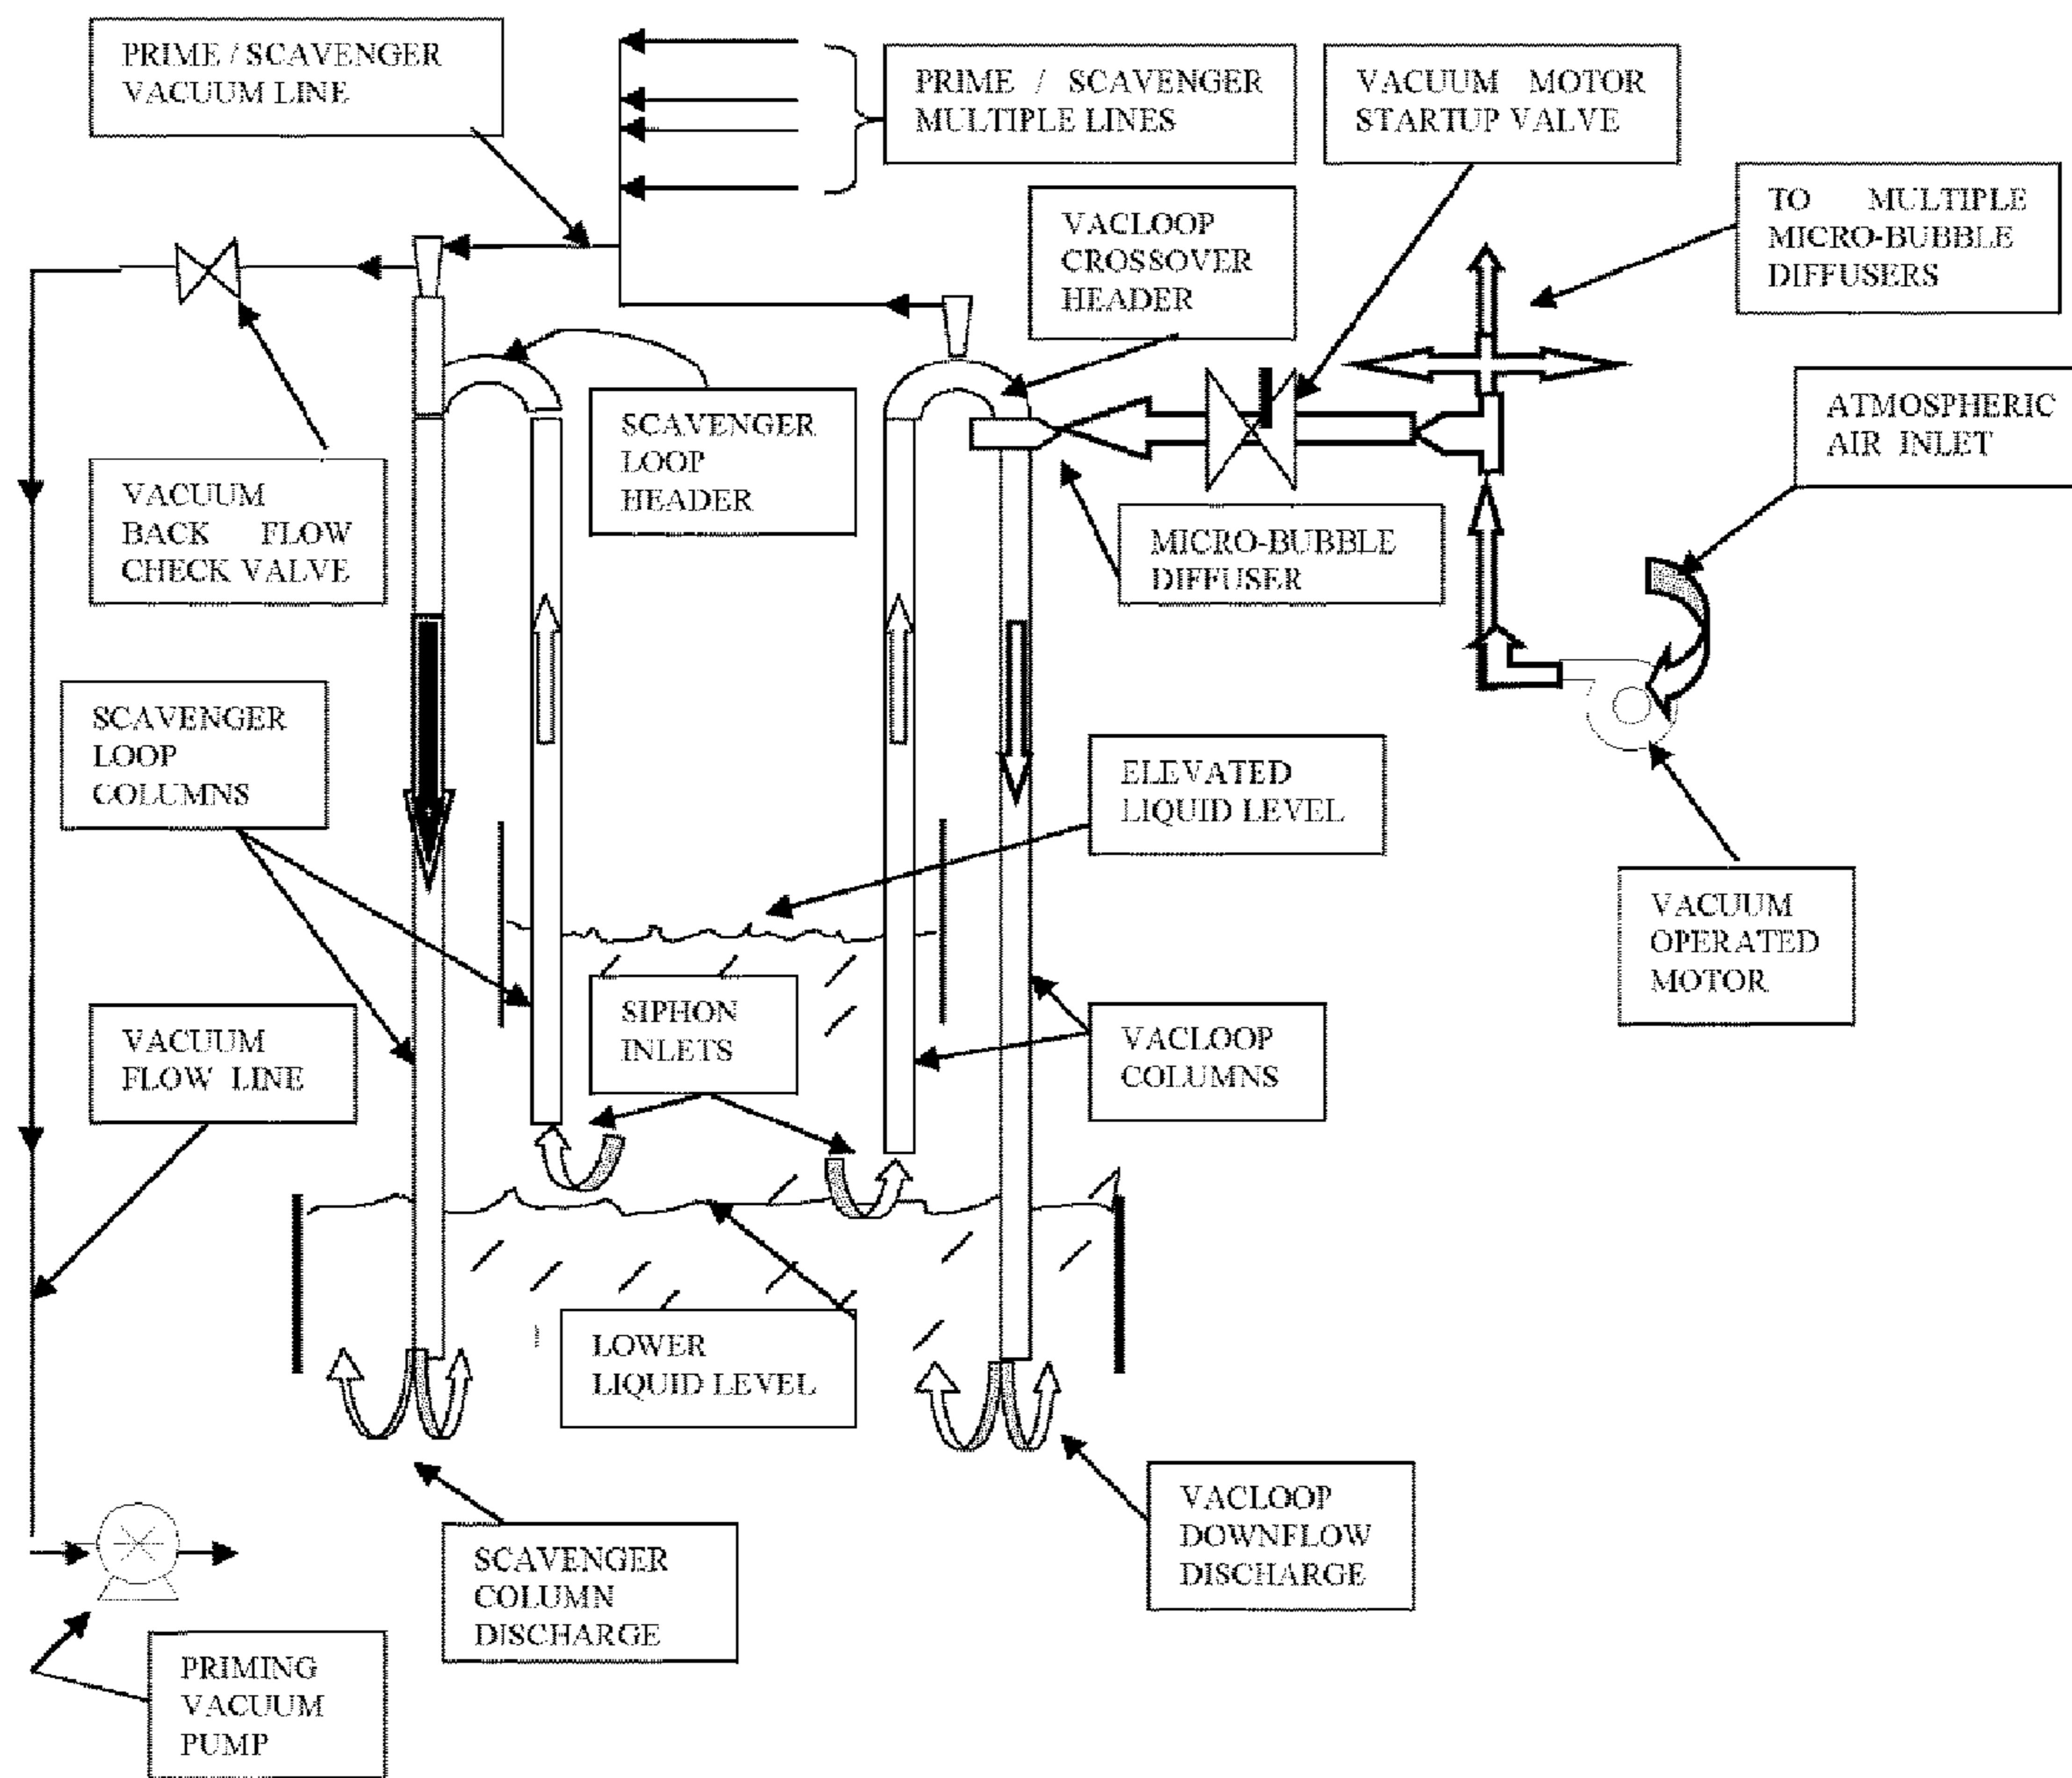 PRIME / SCAVENGER
VACUUM LINE
PRIME / SCAVENGER
MULTIPLE LINES
VACUUM MOTOR
STARTUP VALVE
TO MULTIPLE
MICRO-BUBBLE
DIFFUSERS
VACLOOP
CROSSOVER
HEADER
ATMOSPHERIC
AIR INLET
SCAVENGER
LOOP
HEADER
VACUUM
BACK FLOW
CHECK VALVE
MICRO-BUBBLE
DIFFUSER
SCAVENGER
LOOP
COLUMNS
ELEVATED
LIQUID LEVEL
VACUUM
OPERATED
MOTOR
SIPHON
INLETS
VACUUM
FLOW LINE
VACLOOP
COLUMNS
LOWER
LIQUID LEVEL
VACLOOP
DOWNFLOW
DISCHARGE
SCAVENGER
COLUMN
DISCHARGE
PRIMING
VACUUM
PUMP